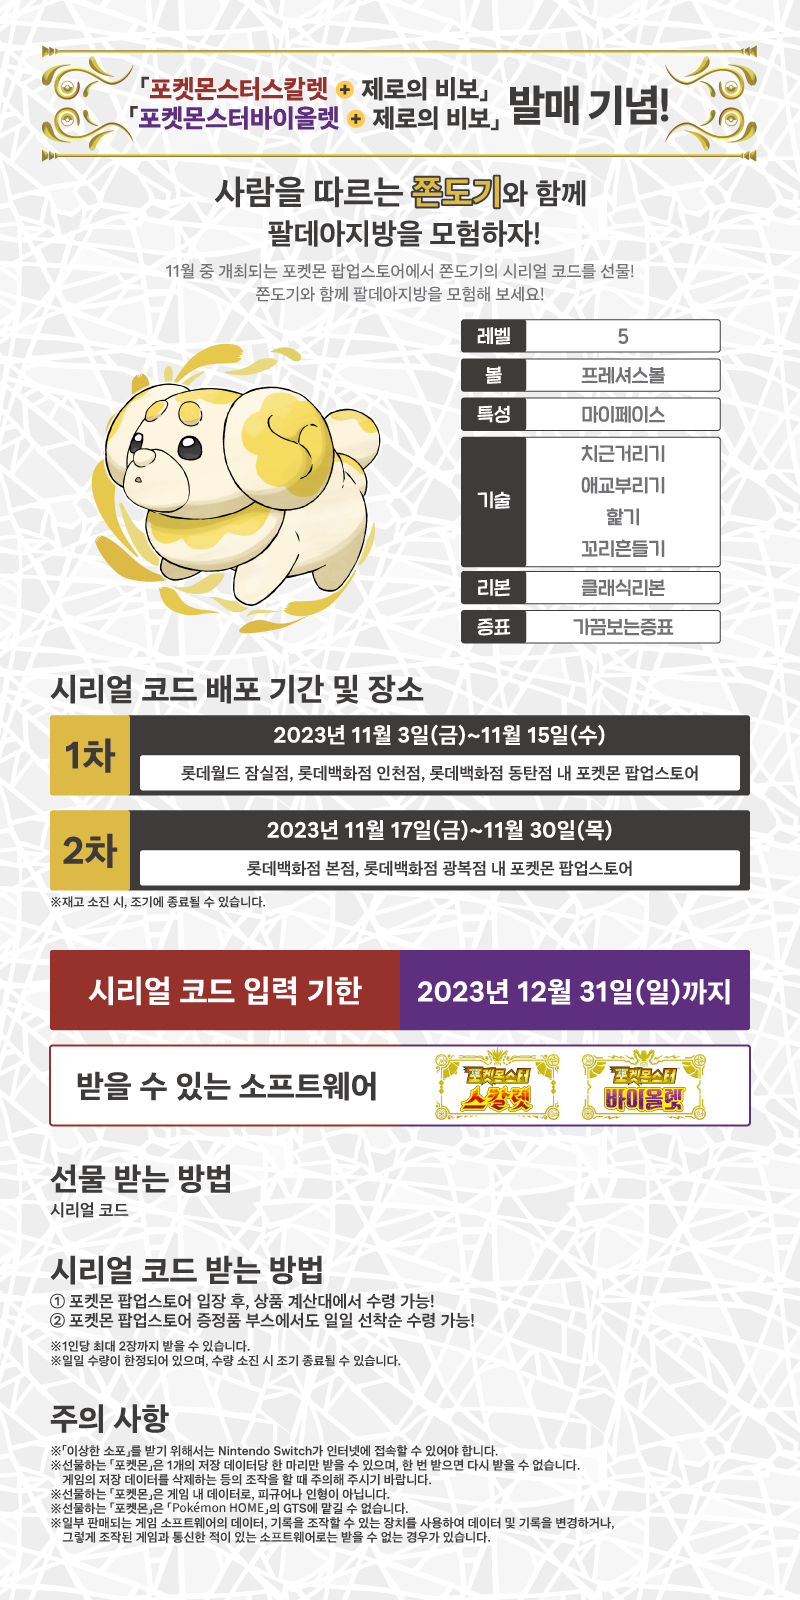 「포켓몬스터스칼렛 + 제로의 비보」
「포켓몬스터바이올렛 + 제로의 비보」
발매 기념!
사람을 따르는 쫀도기와 함께
팔데아지방을 모험하자!
11월 중 개최되는 포켓몬 팝업스토어에서 쫀도기의 시리얼 코드를 선물!
쫀도기와 함께 팔데아지방을 모험해 보세요!
레벨 5
볼 프레셔스볼
특성 마이페이스
기술 치근거리기
애교부리기
핥기
꼬리흔들기
리본 클래식리본
증표 가끔보는증표
시리얼 코드 배포 기간 및 장소
1차 2023년 11월 3일(금)~11월 15일(수)
롯데월드 잠실점, 롯데백화점 인천점, 롯데백화점 동탄점 내 포켓몬 팝업스토어
2차 2023년 11월 17일(금)~11월 30일(목)
롯데백화점 본점, 롯데백화점 광복점 내 포켓몬 팝업스토어
※재고 소진 시, 조기에 종료될 수 있습니다.
시리얼 코드 입력 기한 2023년 12월 31일(일)까지
받을 수 있는 소프트웨어
포켓몬스터 스칼렛
포켓몬스터 바이올렛
선물 받는 방법
시리얼 코드
시리얼 코드 받는 방법
① 포켓몬 팝업스토어 입장 후, 상품 계산대에서 수령 가능!
② 포켓몬 팝업스토어 증정품 부스에서도 일일 선착순 수령 가능!
※1인당 최대 2장까지 받을 수 있습니다.
※일일 수량이 한정되어 있으며, 수량 소진 시 조기 종료될 수 있습니다.
주의 사항
※「이상한 소포」를 받기 위해서는 Nintendo Switch가 인터넷에 접속할 수 있어야 합니다.
※선물하는 「포켓몬」은 1개의 저장 데이터당 한 마리만 받을 수 있으며, 한 번 받으면 다시 받을 수 없습니다.
게임의 저장 데이터를 삭제하는 등의 조작을 할 때 주의해 주시기 바랍니다.
※선물하는 「포켓몬」은 게임 내 데이터로, 피규어나 인형이 아닙니다.
※선물하는 「포켓몬」은 「Pokémon HOME」의 GTS에 맡길 수 없습니다.
※일부 판매되는 게임 소프트웨어의 데이터, 기록을 조작할 수 있는 장치를 사용하여 데이터 및 기록을 변경하거나,
그렇게 조작된 게임과 통신한 적이 있는 소프트웨어로는 받을 수 없는 경우가 있습니다.